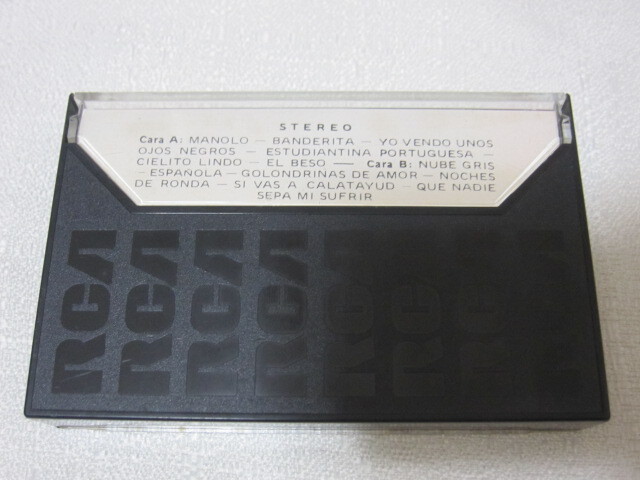 STEREO
Cara A: MANOLO — BANDERITA — YO VENDO UNOS
OJOS NEGROS — ESTUDIANTINA PORTUGUESA —
CIELITO LINDO — EL BESO — Cara B: NUBE GRIS
- ESPAÑOLA — GOLONDRINAS DE AMOR — NOCHES
DE RONDA — SI VAS A CALATAYUD — QUE NADIE
SEPA MI SUFRIR
RCA RCA RCA RCA RCA RCA RCA RCA